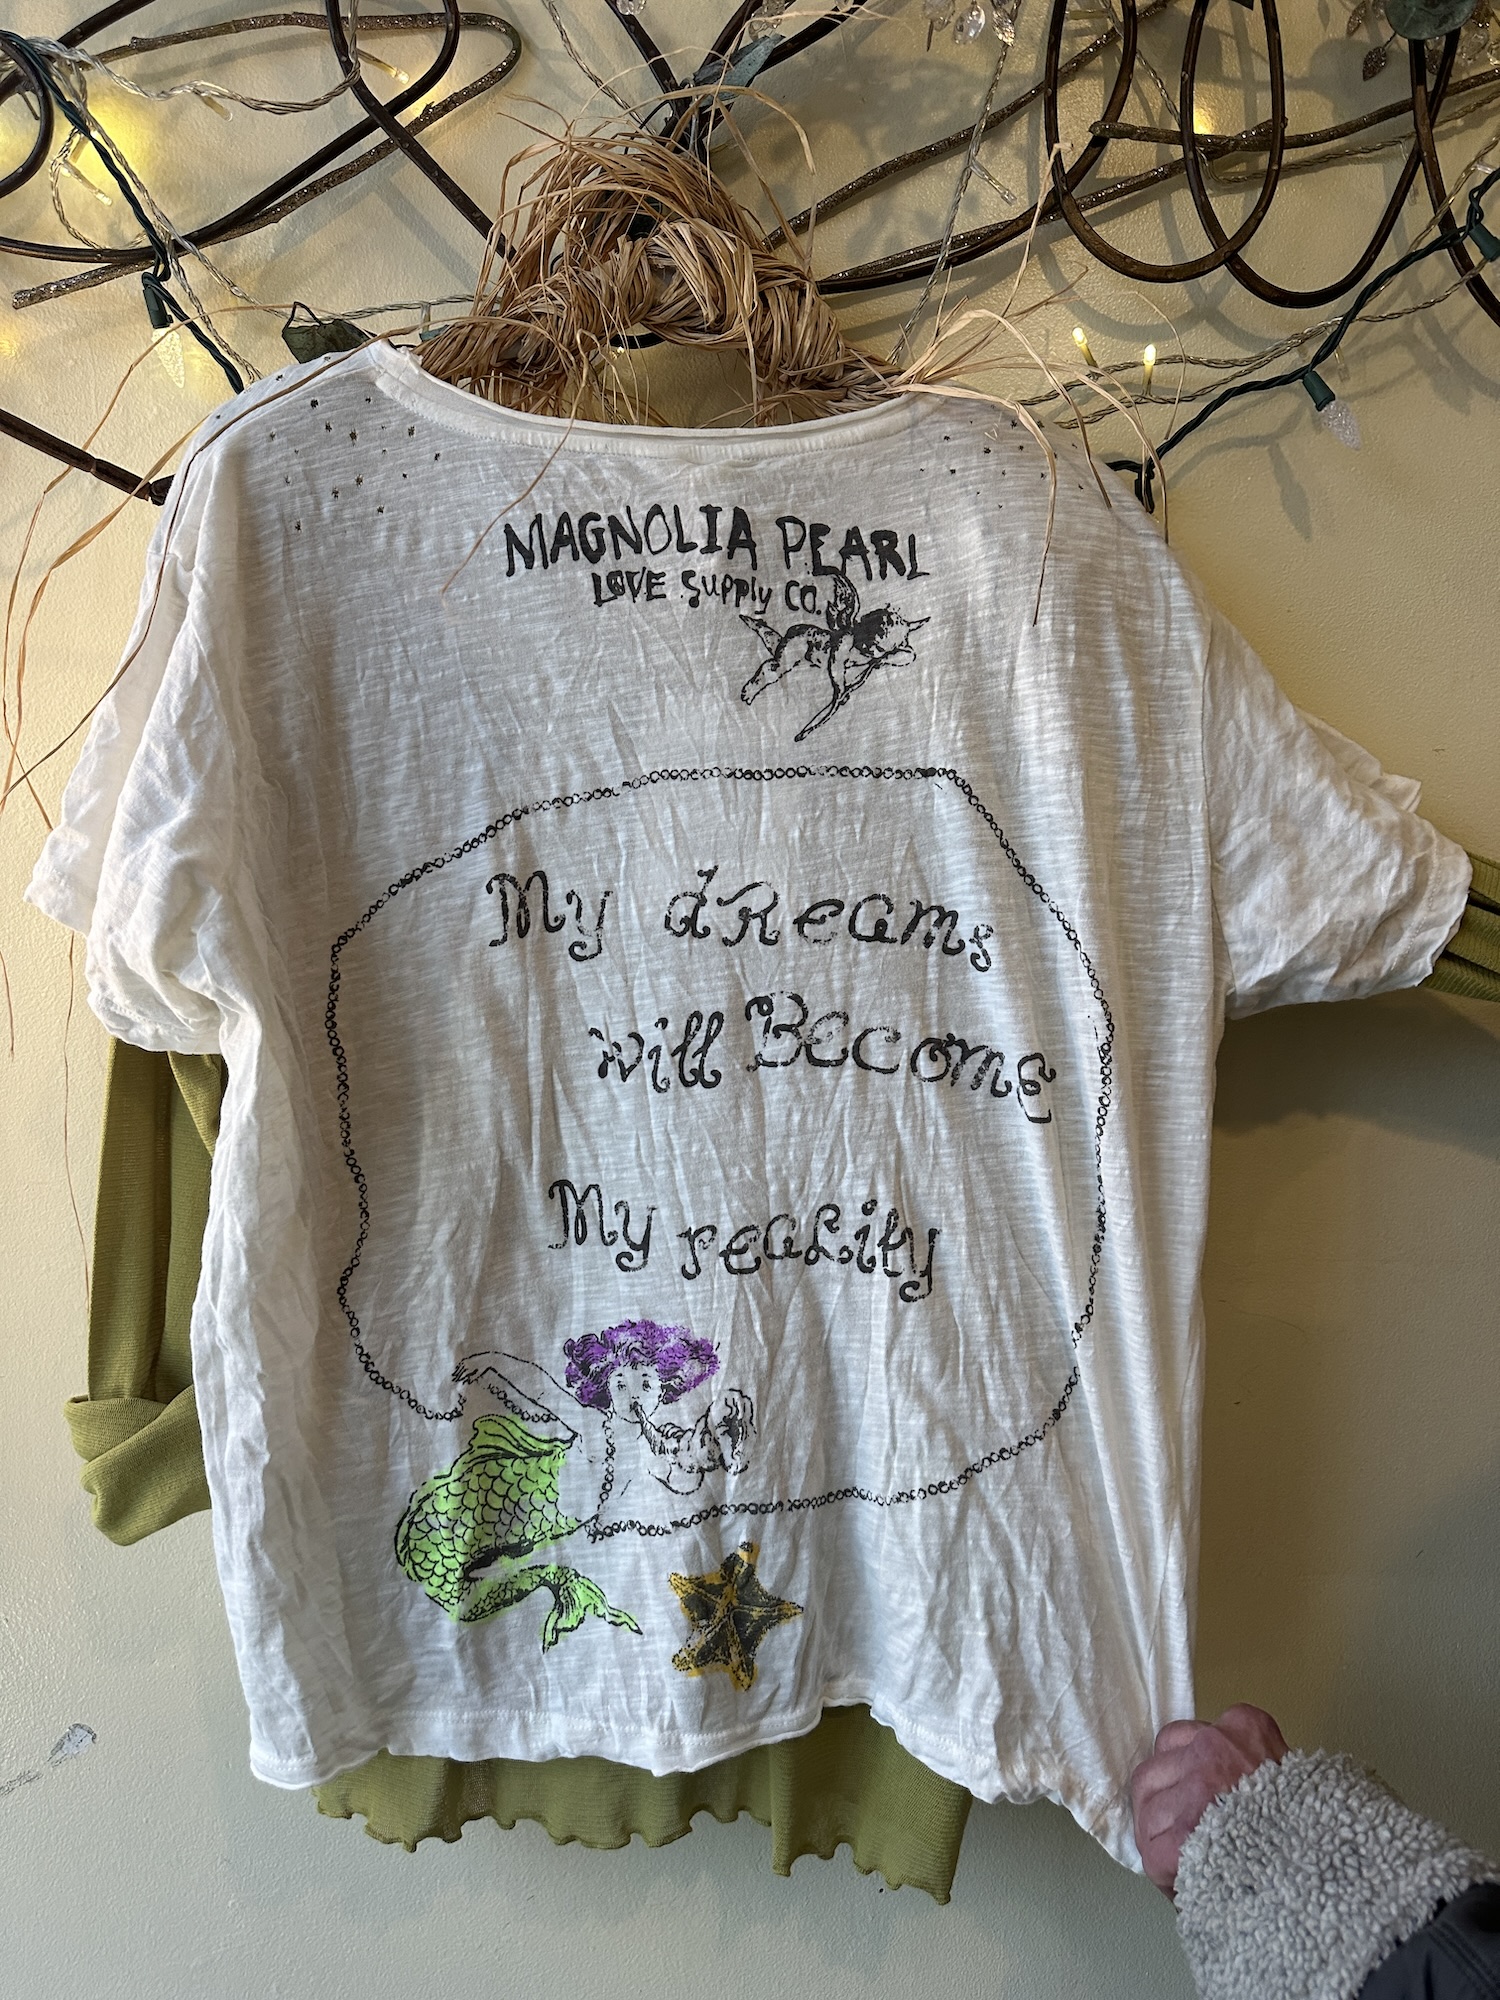 MAGNOLIA PEARL
LOVE Supply CO.
My dReams
will BEcomE
My reaLity